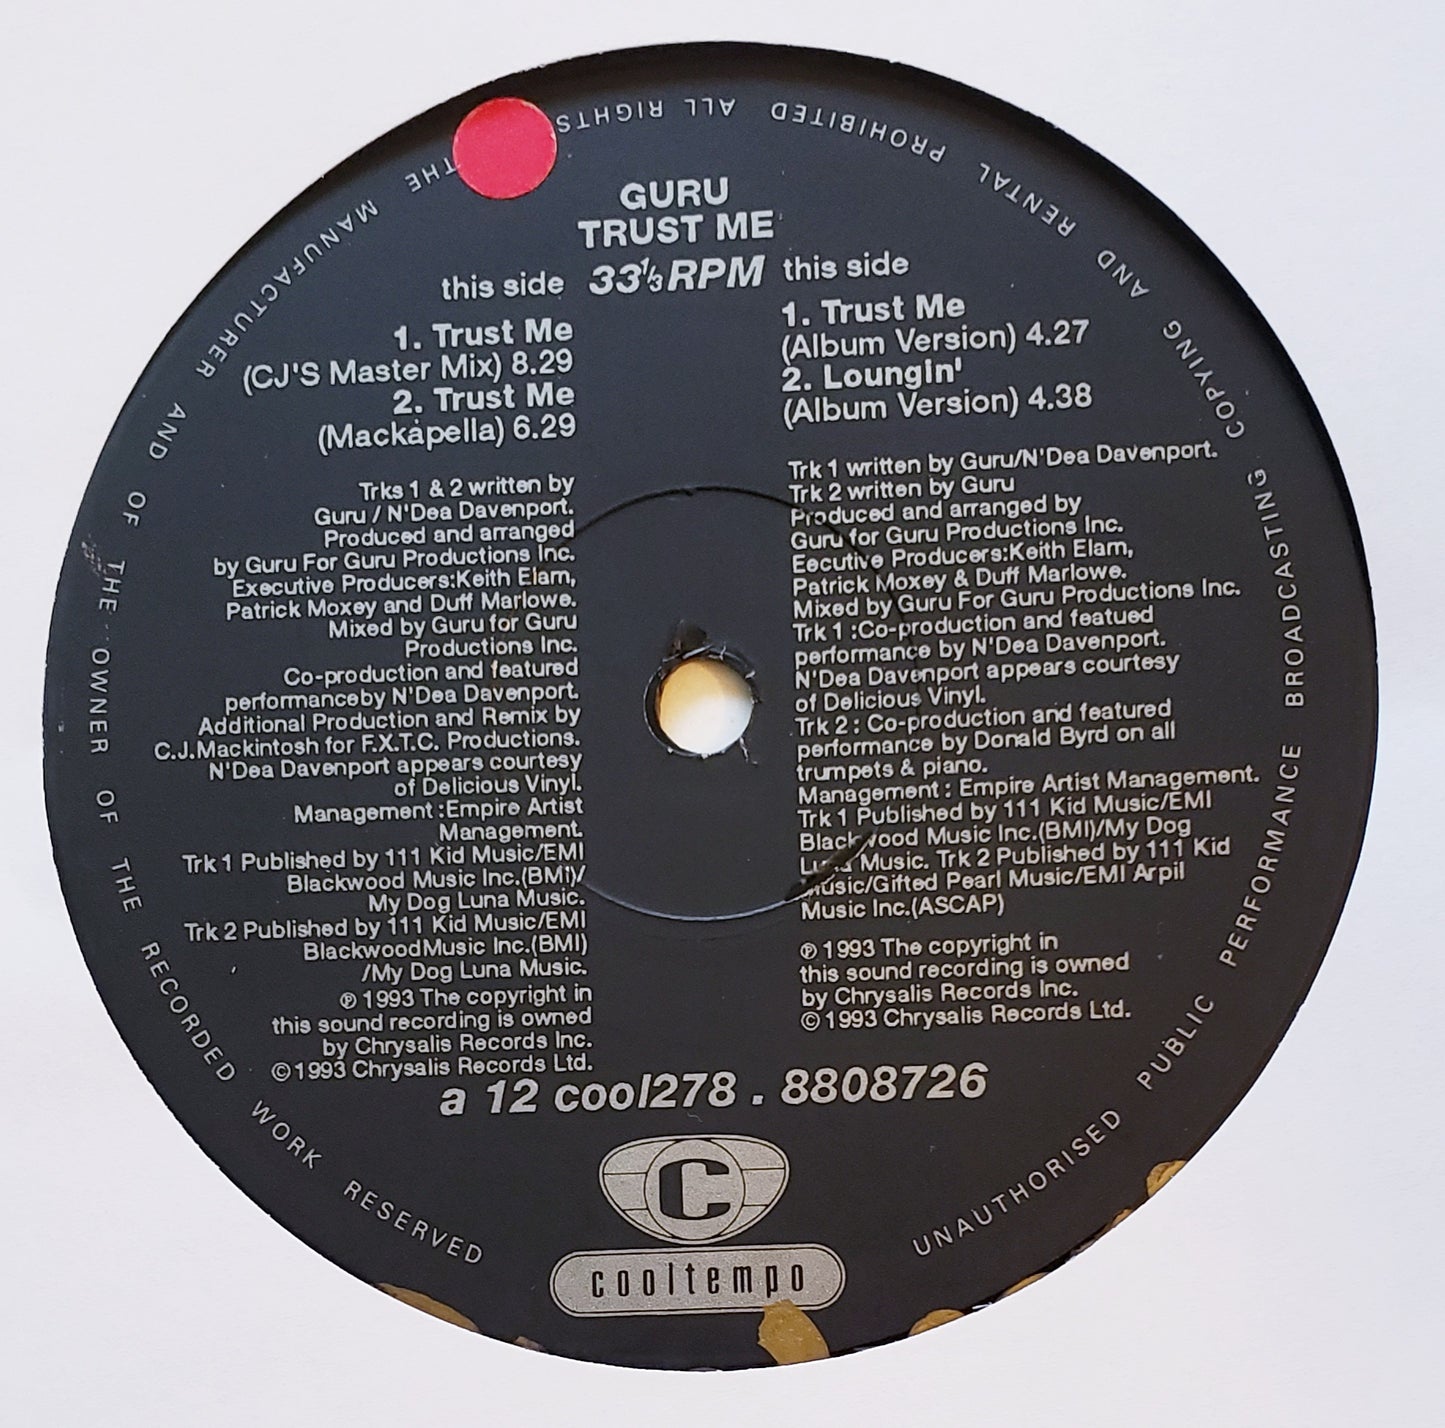 GURU
TRUST ME
this side 33⅓RPM this side
1. Trust Me
(CJ'S Master Mix) 8.29
2. Trust Me
(Mackapella) 6.29
Trks 1 & 2 written by
Guru / N'Dea Davenport.
Produced and arranged
by Guru For Guru Productions Inc.
Executive Producers:Keith Elam,
Patrick Moxey and Duff Marlowe.
Mixed by Guru for Guru
Productions Inc.
Co-production and featured
performanceby N'Dea Davenport.
Additional Production and Remix by
C.J.Mackintosh for F.X.T.C. Productions.
N'Dea Davenport appears courtesy
of Delicious Vinyl.
Management:Empire Artist
Management.
Trk 1 Published by 111 Kid Music/EMI
Blackwood Music Inc.(BMI)/
My Dog Luna Music.
Trk 2 Published by 111 Kid Music/EMI
BlackwoodMusic Inc.(BMI)
/My Dog Luna Music.
℗ 1993 The copyright in
this sound recording is owned
by Chrysalis Records Inc.
©1993 Chrysalis Records Ltd.
1. Trust Me
(Album Version) 4.27
2. Loungin'
(Album Version) 4.38
Trk 1 written by Guru/N'Dea Davenport.
Trk 2 written by Guru
Produced and arranged by
Guru for Guru Productions Inc.
Eecutive Producers:Keith Elam,
Patrick Moxey & Duff Marlowe.
Mixed by Guru For Guru Productions Inc.
Trk 1 :Co-production and featued
performance by N'Dea Davenport.
N'Dea Davenport appears courtesy
of Delicious Vinyl.
Trk 2 : Co-production and featured
performance by Donald Byrd on all
trumpets & piano.
Management : Empire Artist Management.
Trk 1 Published by 111 Kid Music/EMI
Blackwood Music Inc.(BMI)/My Dog
Luna Music. Trk 2 Published by 111 Kid
Music/Gifted Pearl Music/EMI Arpil
Music Inc.(ASCAP)
℗ 1993 The copyright in
this sound recording is owned
by Chrysalis Records Inc.
© 1993 Chrysalis Records Ltd.
a 12 cool278 . 8808726
C
cooltempo
UNAUTHORISED PUBLIC PERFORMANCE BROADCASTING COPYING AND RENTAL PROHIBITED ALL RIGHTS THE MANUFACTURER AND OF THE OWNER OF THE RECORDED WORK RESERVED